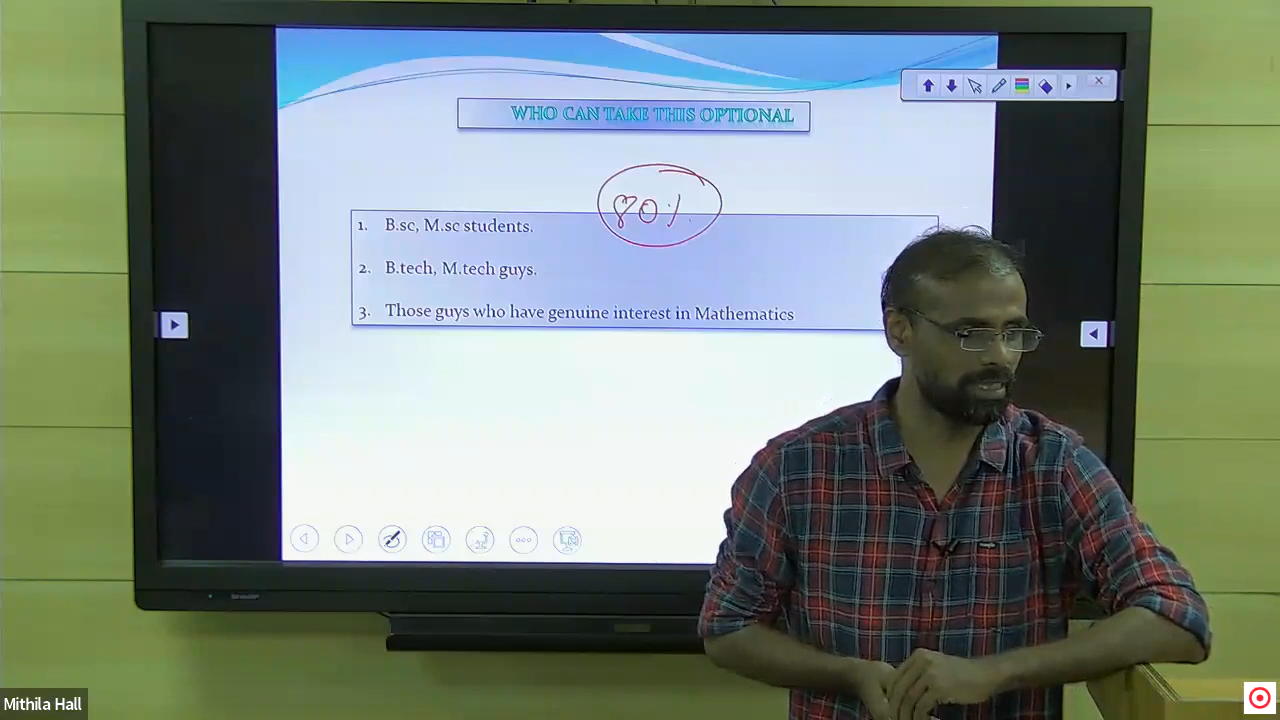 WHO CAN TAKE THIS OPTIONAL
80%
1. B.sc, M.sc students.
2. B.tech, M.tech guys.
3. Those guys who have genuine interest in Mathematics
Mithila Hall